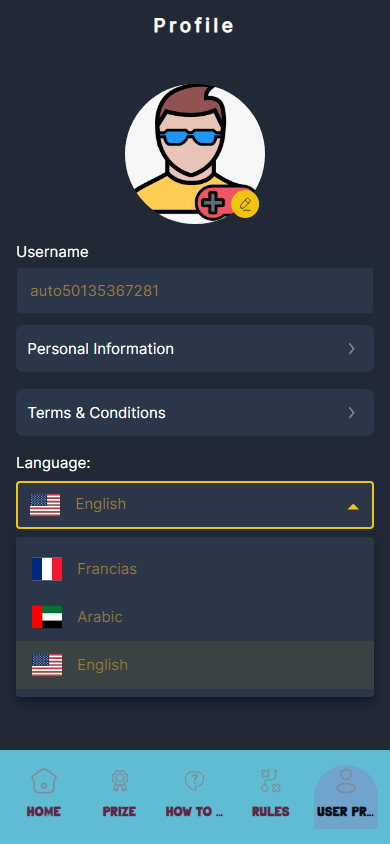 Profile
Username
auto50135367281
Personal Information
Terms & Conditions
Language:
English
Francias
Arabic
English
HOME PRIZE HOW TO ... RULES USER PR...